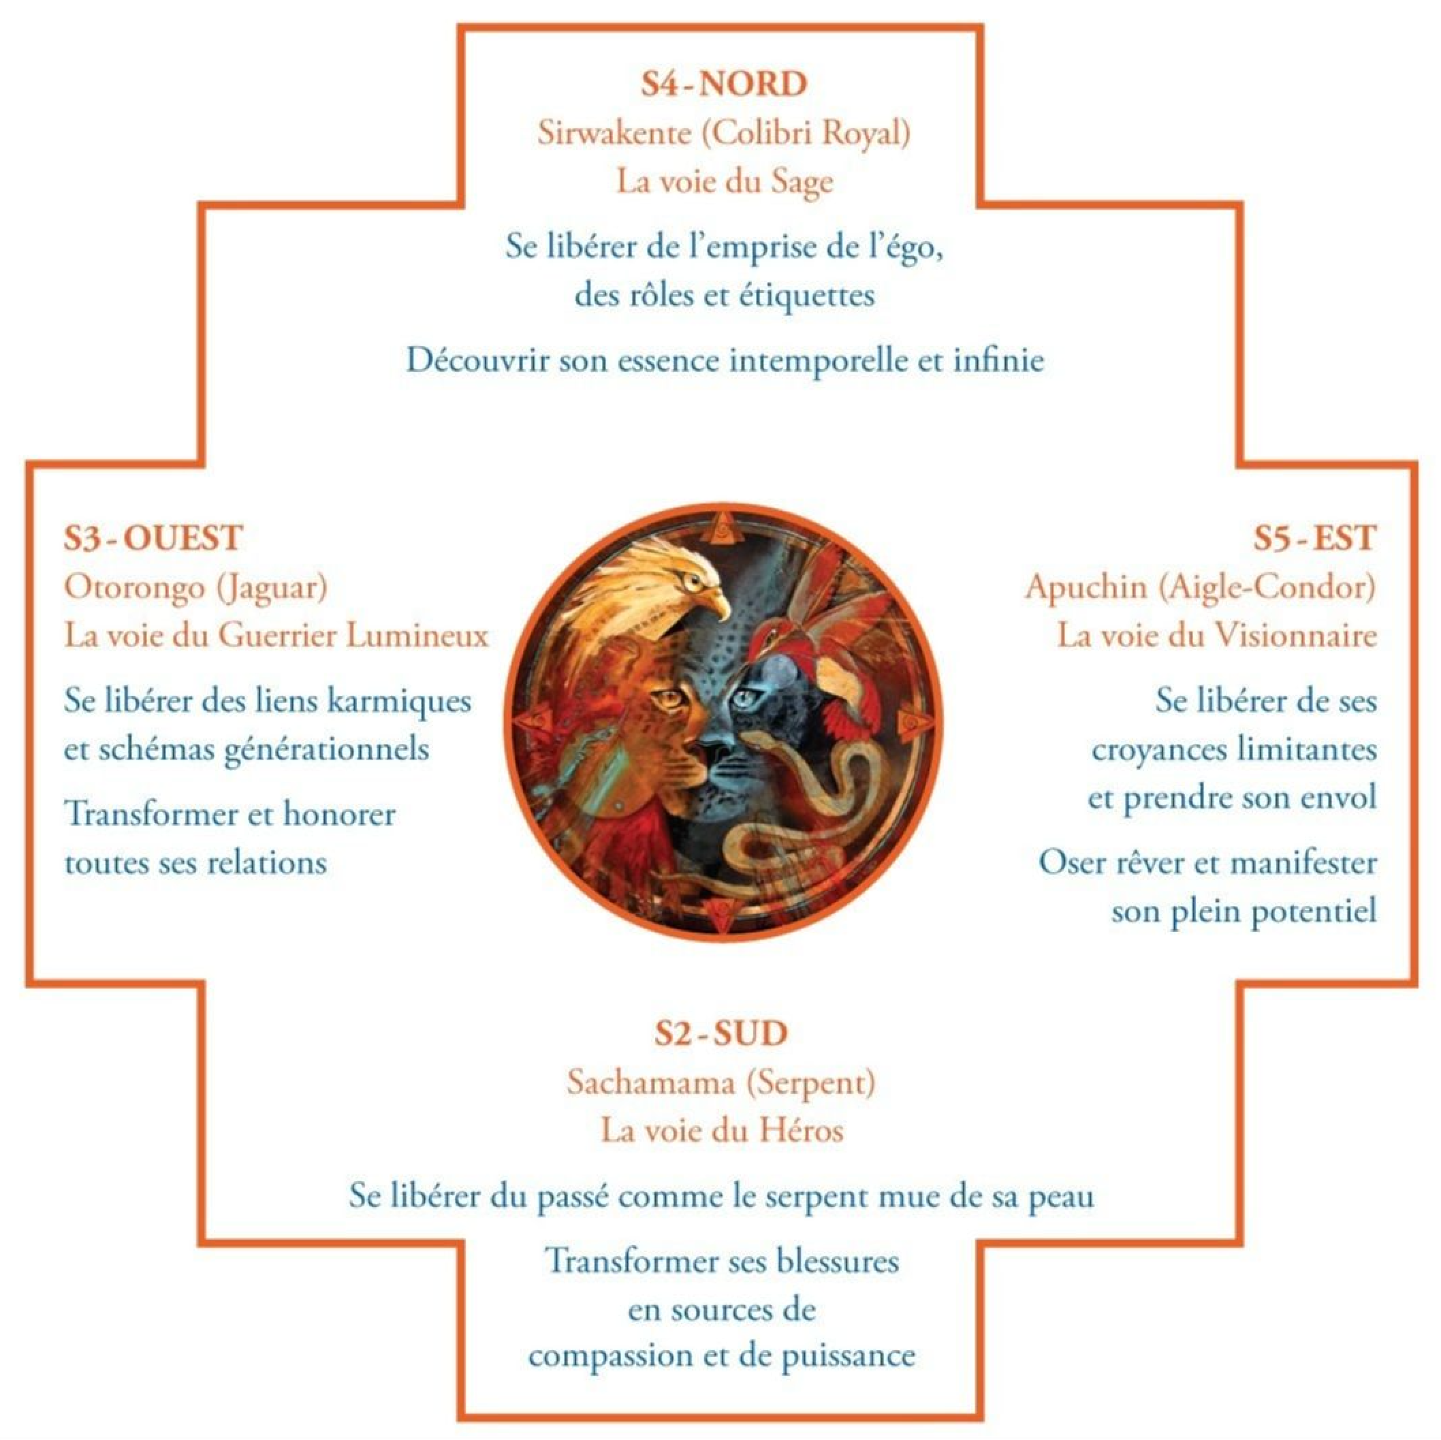 S4-NORD
Sirwakente (Colibri Royal)
La voie du Sage
Se libérer de l’emprise de l’égo,
des rôles et étiquettes
Découvrir son essence intemporelle et infinie
S3-OUEST
Otorongo (Jaguar)
La voie du Guerrier Lumineux
Se libérer des liens karmiques
et schémas générationnels
Transformer et honorer
toutes ses relations
S5-EST
Apuchin (Aigle-Condor)
La voie du Visionnaire
Se libérer de ses
croyances limitantes
et prendre son envol
Oser rêver et manifester
son plein potentiel
S2-SUD
Sachamama (Serpent)
La voie du Héros
Se libérer du passé comme le serpent mue de sa peau
Transformer ses blessures
en sources de
compassion et de puissance